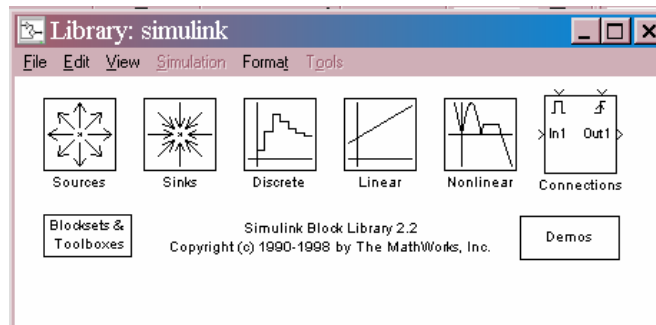 Library: simulink
File Edit View Simulation Format Tools
In1 Out1
Sources Sinks Discrete Linear Nonlinear Connections
Blocksets &
Toolboxes
Simulink Block Library 2.2
Copyright (c) 1990-1998 by The MathWorks, Inc.
Demos